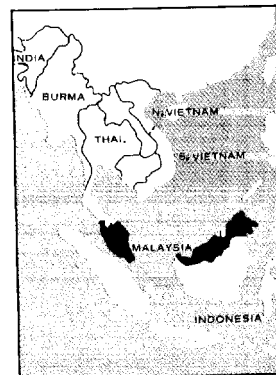 INDIA
BURMA
N. VIETNAM
THAI.
S. VIETNAM
MALAYSIA
INDONESIA